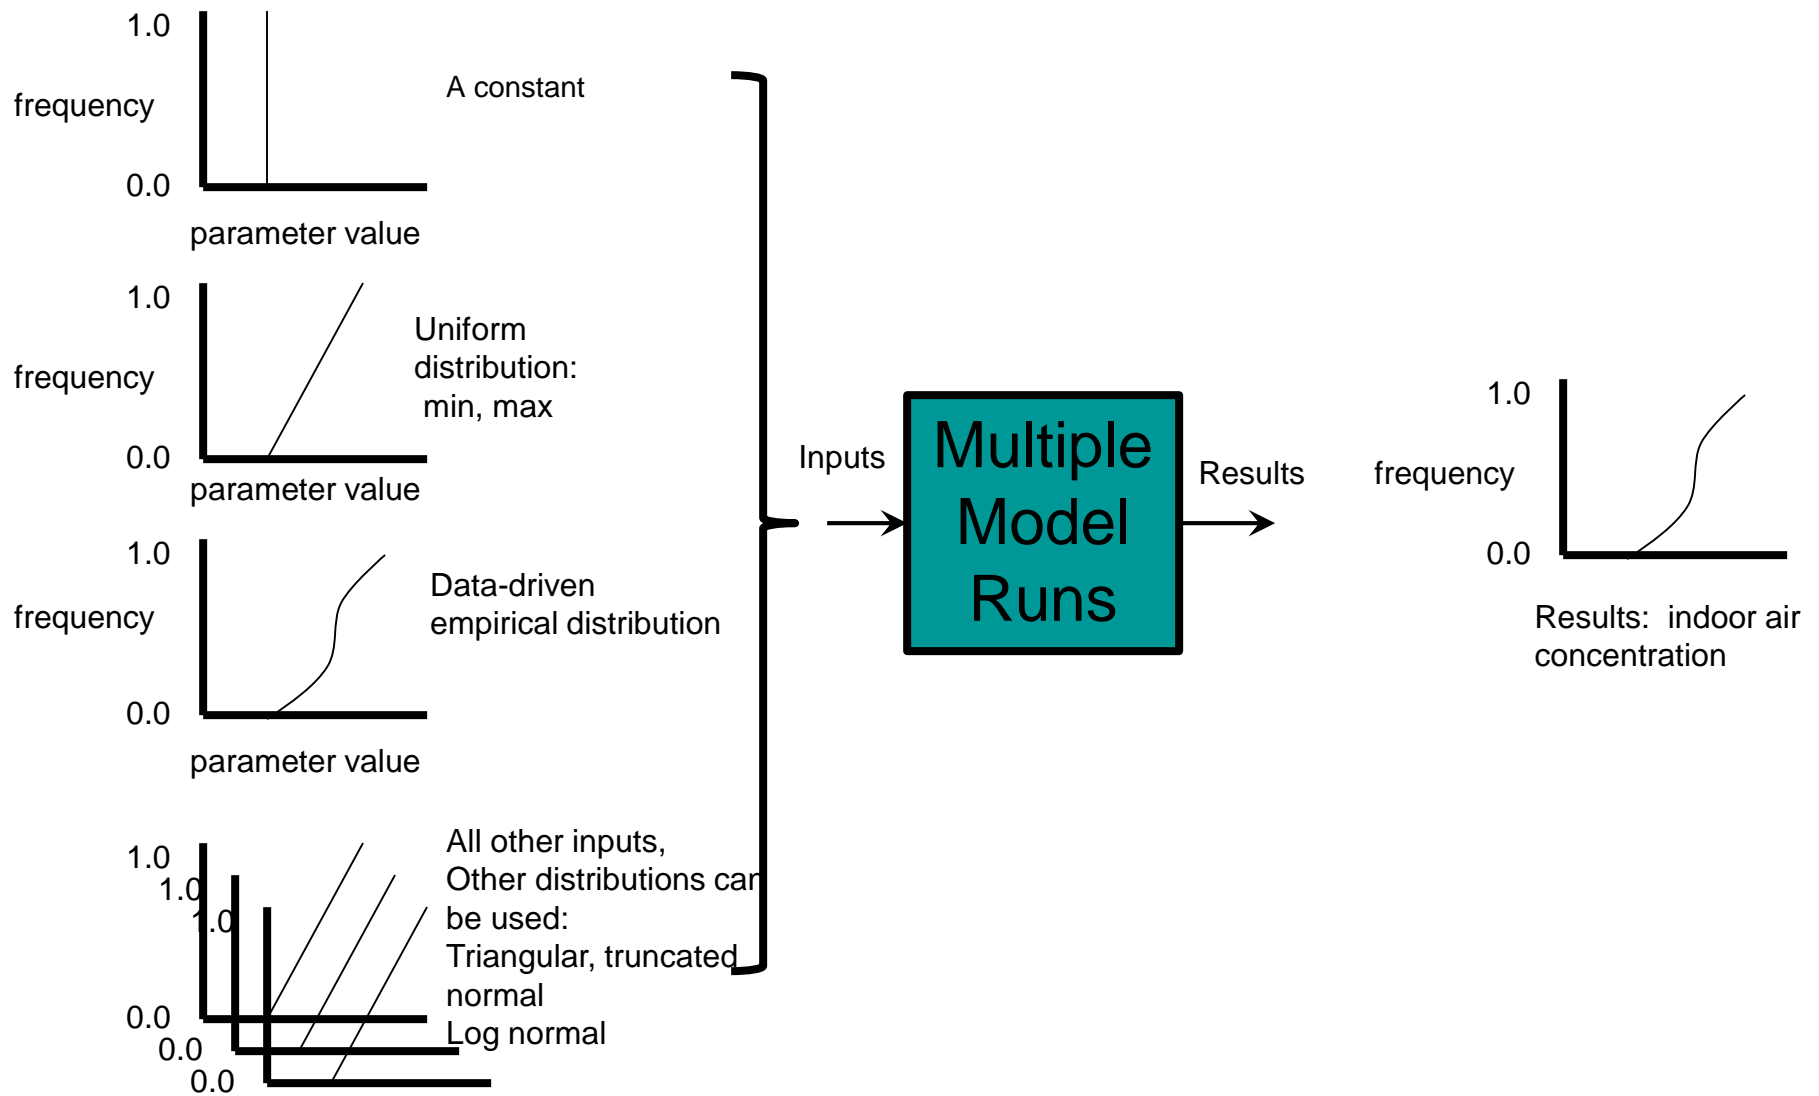 1.0
A constant
frequency
0.0
parameter value
1.0
Uniform
distribution:
min, max
frequency
0.0
parameter value
1.0
Data-driven
empirical distribution
frequency
0.0
parameter value
All other inputs,
Other distributions can
be used:
Triangular, truncated
normal
Log normal
1.0
1.0
1.0
0.0
0.0
0.0
Inputs
Multiple
Model
Runs
Results
1.0
frequency
0.0
Results: indoor air
concentration